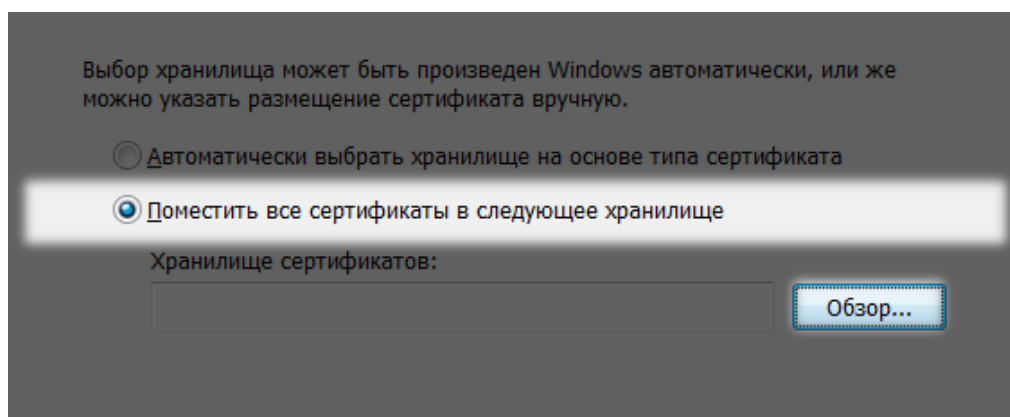 Выбор хранилища может быть произведен Windows автоматически, или же
можно указать размещение сертификата вручную.
Автоматически выбрать хранилище на основе типа сертификата
Поместить все сертификаты в следующее хранилище
Хранилище сертификатов:
Обзор...